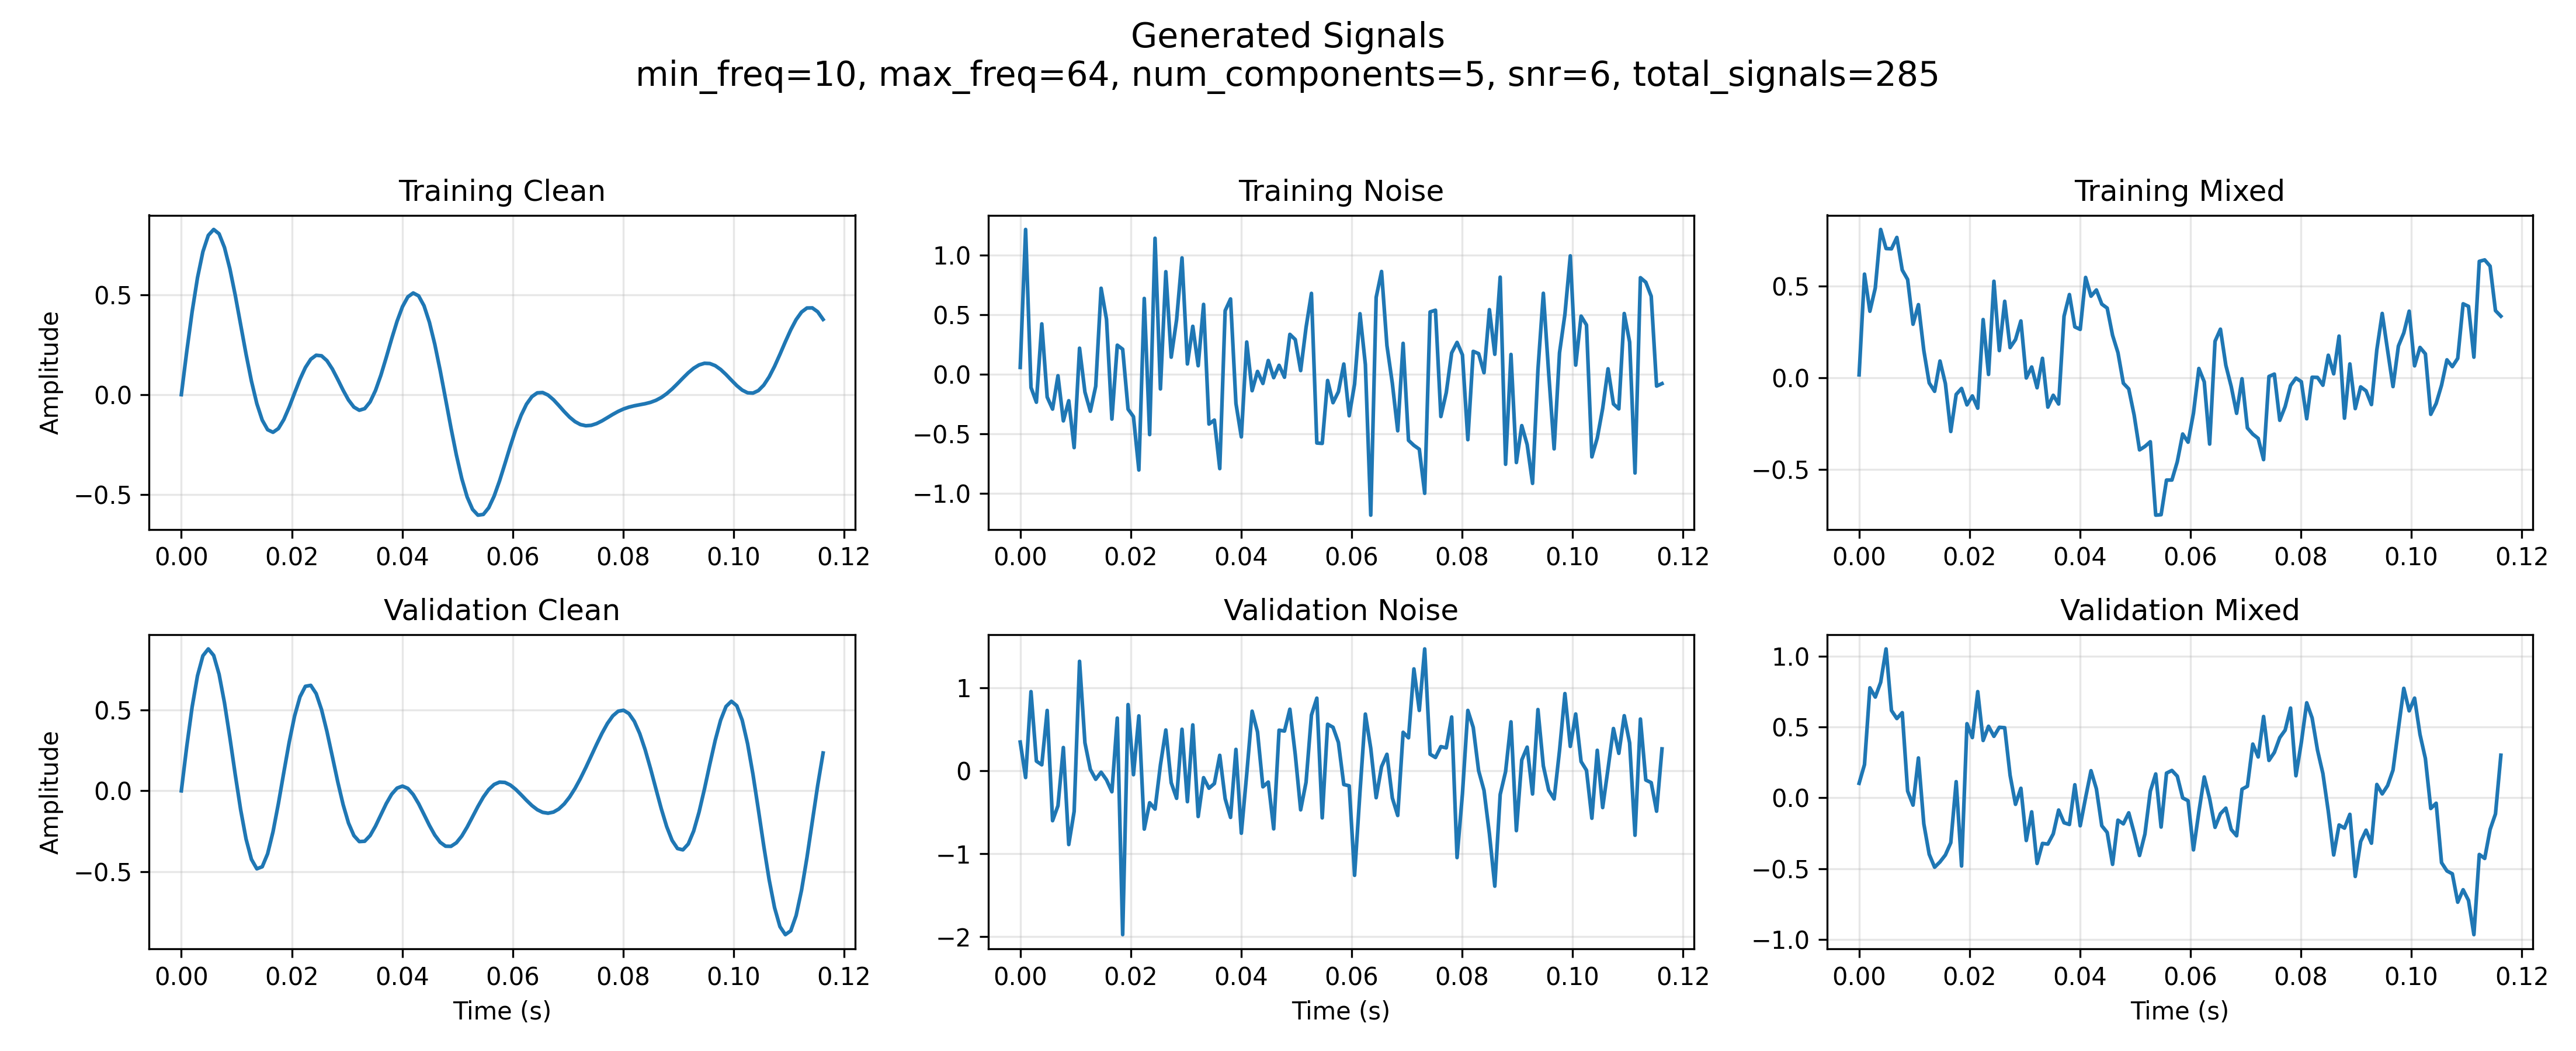 Generated Signals
min_freq=10, max_freq=64, num_components=5, snr=6, total_signals=285
Training Clean
Training Noise
Training Mixed
Amplitude
0.5
0.0
−0.5
0.00 0.02 0.04 0.06 0.08 0.10 0.12
1.0
0.5
0.0
−0.5
−1.0
0.00 0.02 0.04 0.06 0.08 0.10 0.12
0.5
0.0
−0.5
0.00 0.02 0.04 0.06 0.08 0.10 0.12
Validation Clean
Validation Noise
Validation Mixed
Amplitude
0.5
0.0
−0.5
0.00 0.02 0.04 0.06 0.08 0.10 0.12
Time (s)
1
0
−1
−2
0.00 0.02 0.04 0.06 0.08 0.10 0.12
Time (s)
1.0
0.5
0.0
−0.5
−1.0
0.00 0.02 0.04 0.06 0.08 0.10 0.12
Time (s)